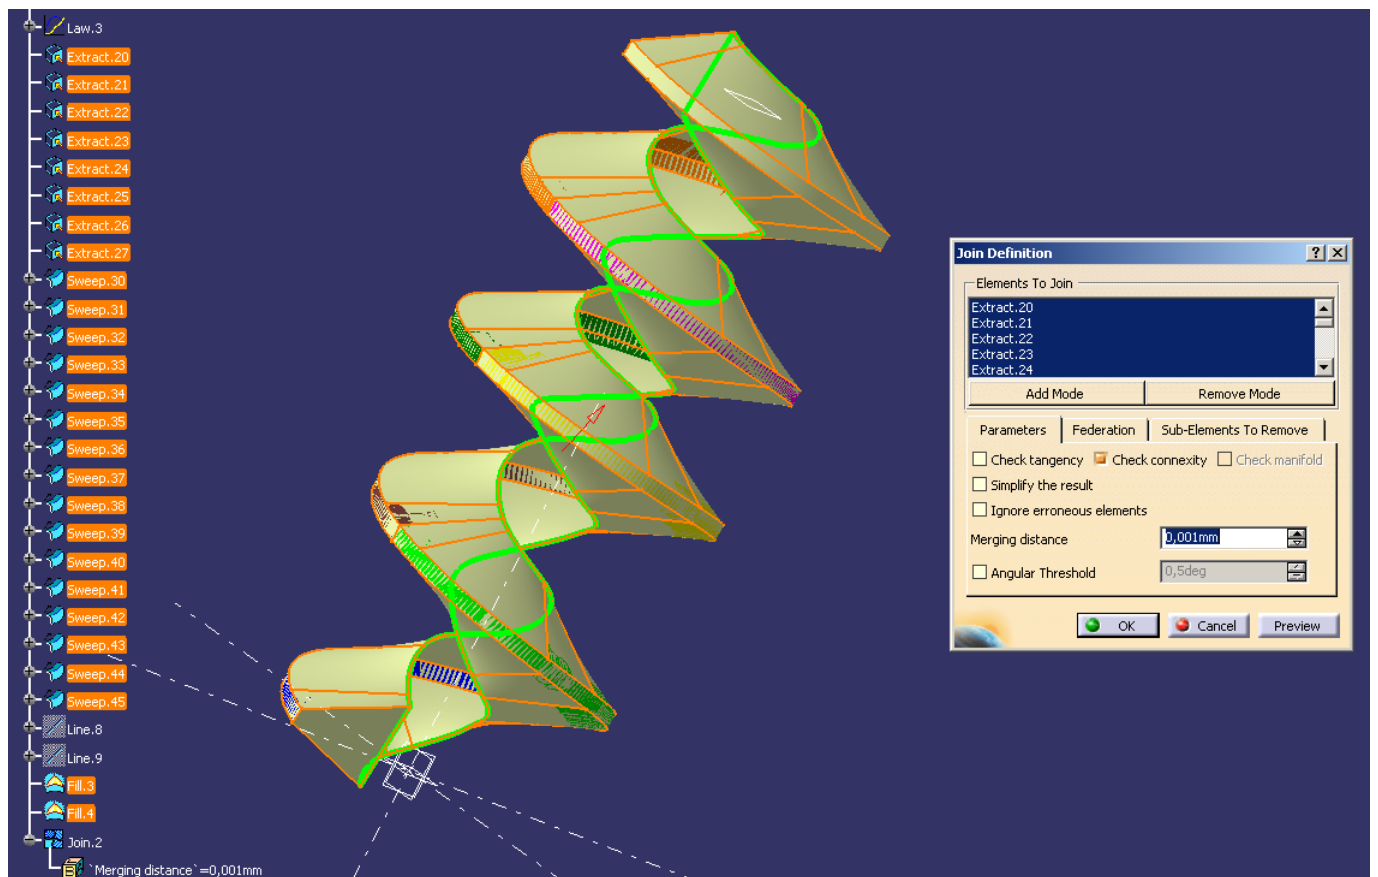 Law.3
Extract.20
Extract.21
Extract.22
Extract.23
Extract.24
Extract.25
Extract.26
Extract.27
Sweep.30
Sweep.31
Sweep.32
Sweep.33
Sweep.34
Sweep.35
Sweep.36
Sweep.37
Sweep.38
Sweep.39
Sweep.40
Sweep.41
Sweep.42
Sweep.43
Sweep.44
Sweep.45
Line.8
Line.9
Fill.3
Fill.4
Join.2
`Merging distance`=0,001mm
Join Definition
Elements To Join
Extract.20
Extract.21
Extract.22
Extract.23
Extract.24
Add Mode Remove Mode
Parameters Federation Sub-Elements To Remove
Check tangency Check connexity Check manifold
Simplify the result
Ignore erroneous elements
Merging distance 0,001mm
Angular Threshold 0,5deg
OK Cancel Preview